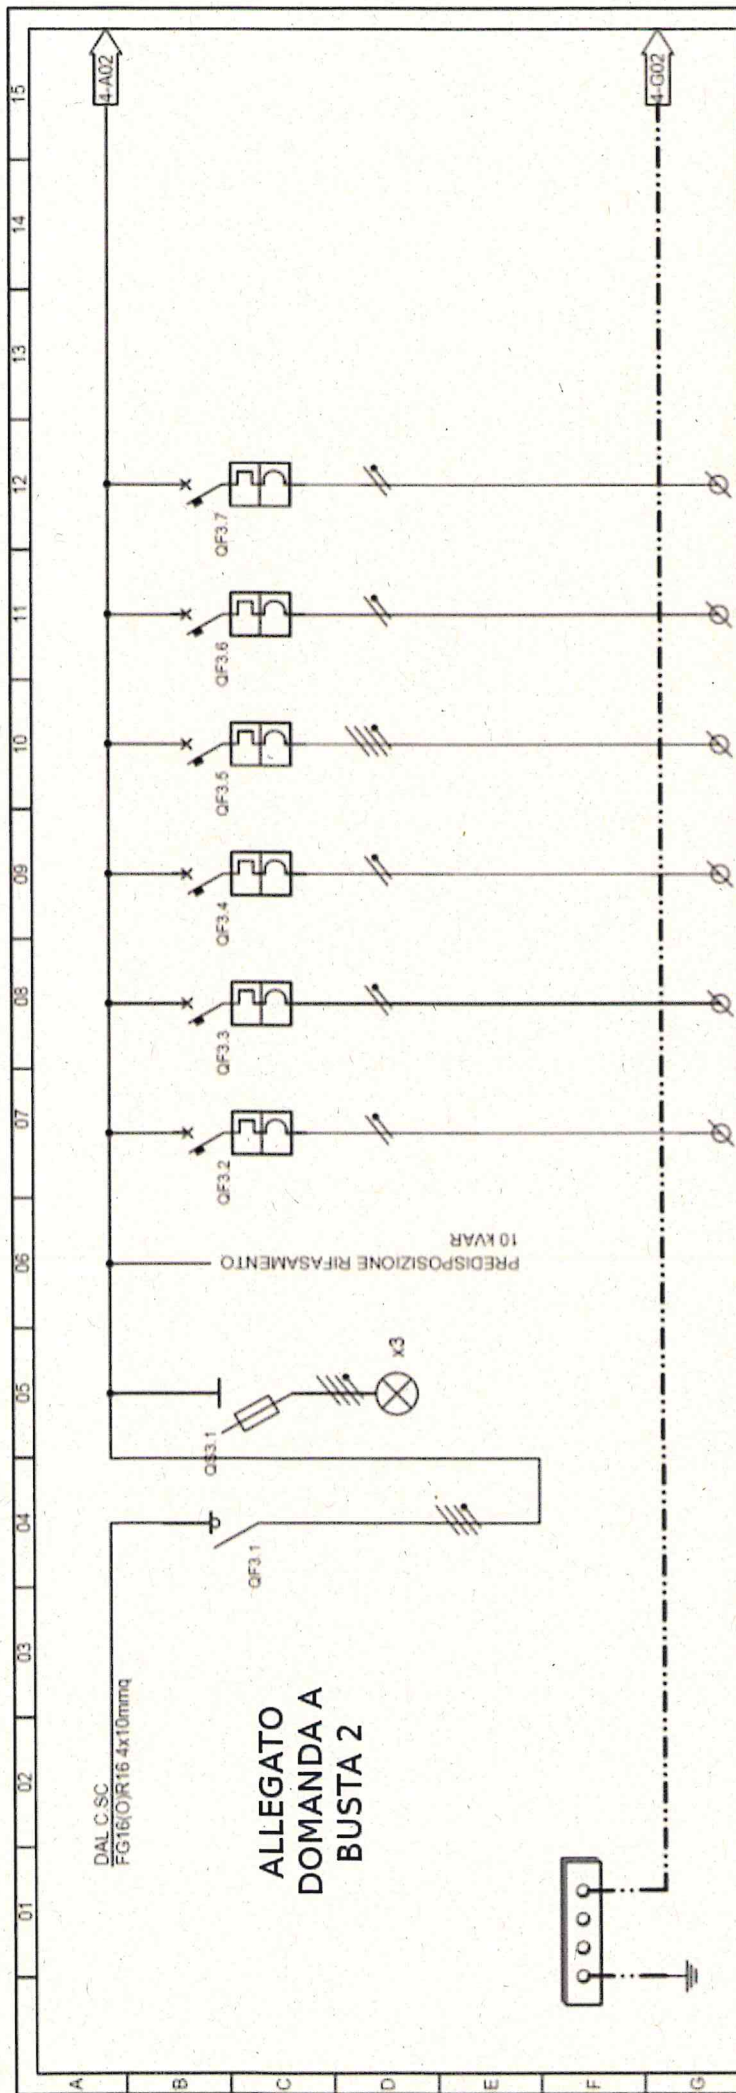 01 02 03 04 05 06 07 08 09 10 11 12 13 14 15
A
B
C
D
E
F
G
DAL C.SC
FG16(O)R16 4x10mmq
4-A02
QF3.1
QS3.1
x3
PREDISPOSIZIONE RIFASAMENTO
10 KVAR
QF3.2
QF3.3
QF3.4
QF3.5
QF3.6
QF3.7
ALLEGATO
DOMANDA A
BUSTA 2
4-G02